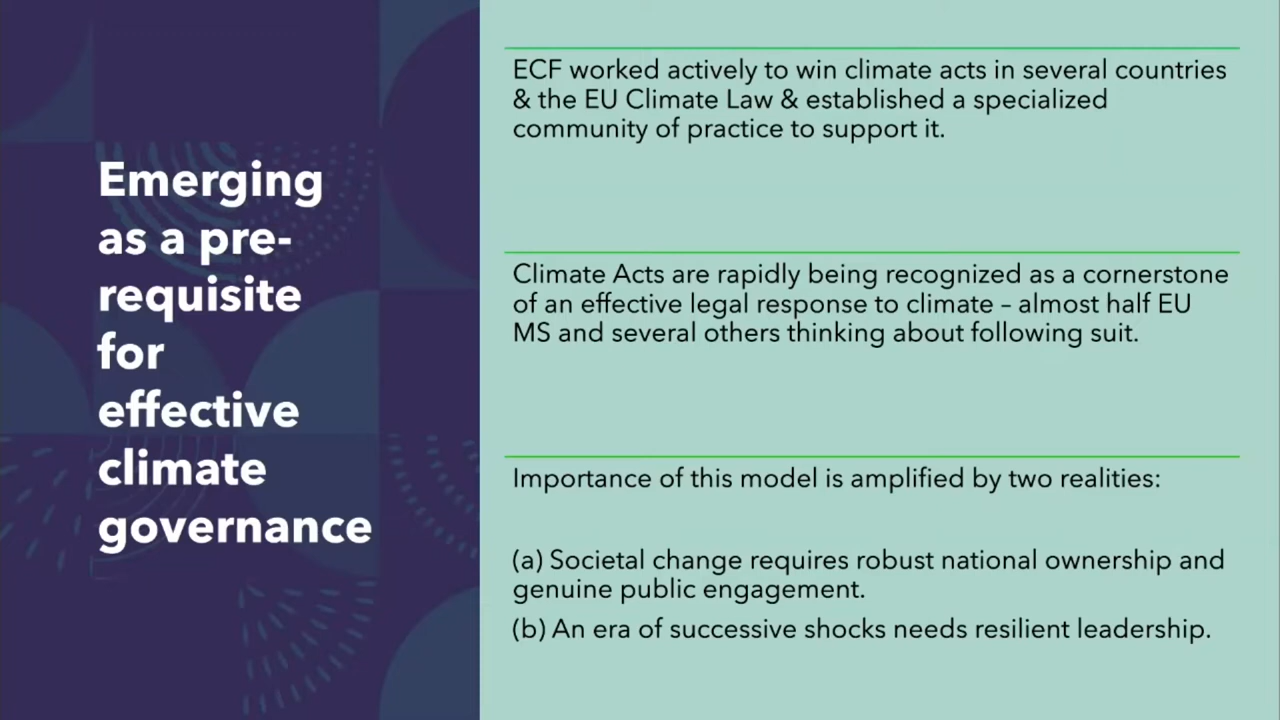 Emerging
as a pre-
requisite
for
effective
climate
governance
ECF worked actively to win climate acts in several countries
& the EU Climate Law & established a specialized
community of practice to support it.
Climate Acts are rapidly being recognized as a cornerstone
of an effective legal response to climate – almost half EU
MS and several others thinking about following suit.
Importance of this model is amplified by two realities:
(a) Societal change requires robust national ownership and
genuine public engagement.
(b) An era of successive shocks needs resilient leadership.